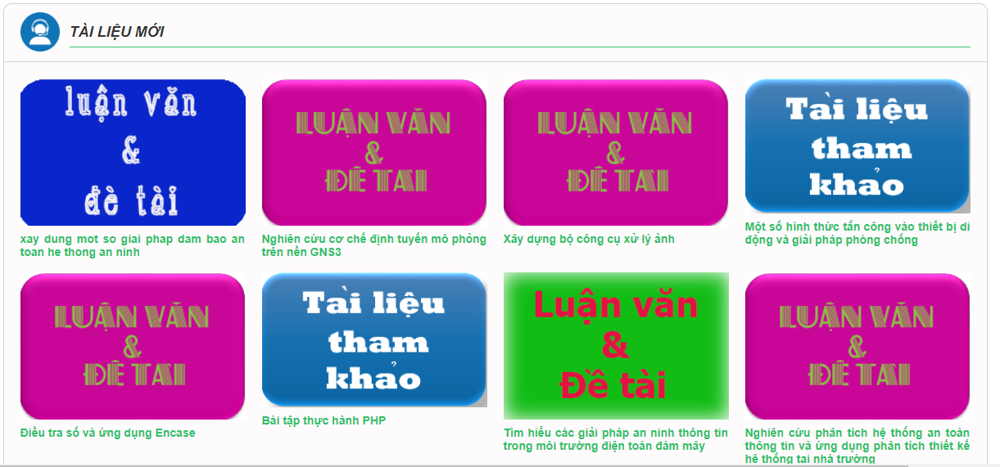 TÀI LIỆU MỚI
luận văn
&
đề tài
LUẬN VĂN
&
ĐỀ TÀI
LUẬN VĂN
&
ĐỀ TÀI
Tài liệu
tham
khảo
xay dung mot so giai phap dam bao an
toan he thong an ninh
Nghiên cứu cơ chế định tuyến mô phỏng
trên nền GNS3
Xây dựng bộ công cụ xử lý ảnh
Một số hình thức tấn công vào thiết bị di
động và giải pháp phòng chống
LUẬN VĂN
&
ĐỀ TÀI
Tài liệu
tham
khảo
Luận văn
&
Đề tài
LUẬN VĂN
&
ĐỀ TÀI
Điều tra số và ứng dụng Encase
Bài tập thực hành PHP
Tìm hiểu các giải pháp an ninh thông tin
trong môi trường điện toán đám mây
Nghiên cứu phân tích hệ thống an toàn
thông tin và ứng dụng phân tích thiết kế
hệ thống tại nhà trường